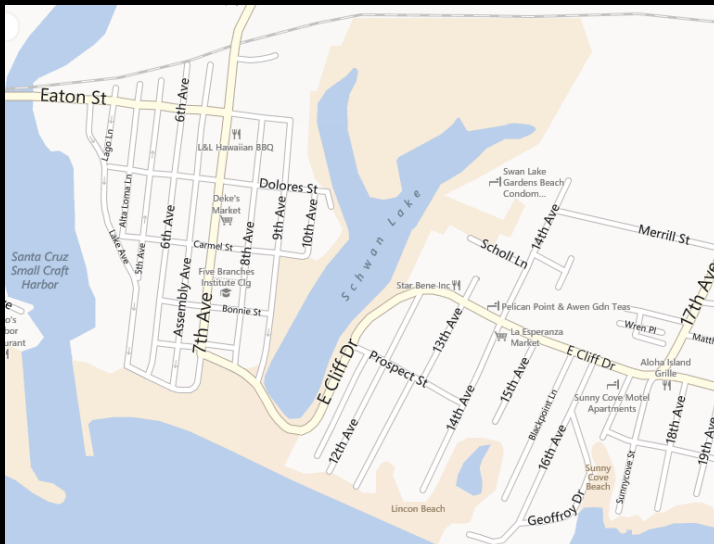 Eaton St
6th Ave
Lago Ln
L&L Hawaiian BBQ
Alta Loma Ln
Dolores St
Deke's
Market
6th Ave
9th Ave
10th Ave
8th Ave
Lake Ave
5th Ave
Carmel St
Assembly Ave
Five Branches
Institute Clg
Bonnie St
7th Ave
Santa Cruz
Small Craft
Harbor
re
o's
bor
urant
Schwan Lake
Swan Lake
Gardens Beach
Condom...
14th Ave
Merrill St
Scholl Ln
17th Ave
Star Bene Inc
Pelican Point & Awen Gdn Teas
13th Ave
La Esperanza
Market
Wren Pl
Matth
E Cliff Dr
E Cliff Dr
Prospect St
Aloha Island
Grille
Sunny Cove Motel
Apartments
12th Ave
14th Ave
15th Ave
Blackpoint Ln
16th Ave
18th Ave
19th Ave
Sunny
Cove
Beach
Sunnycove St
Lincon Beach
Geoffroy Dr